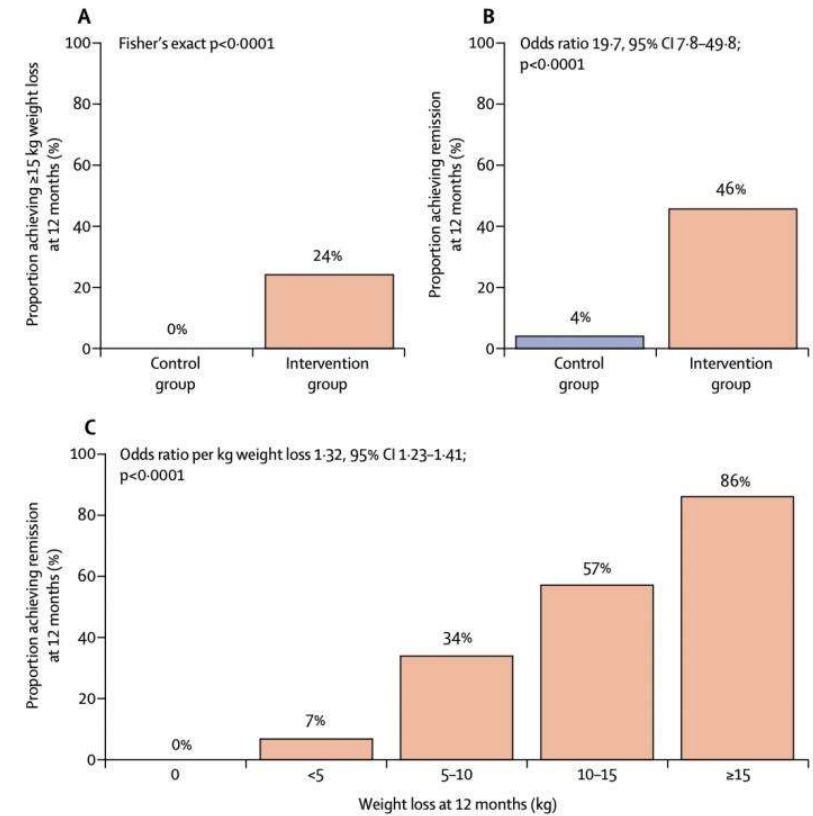 A
Fisher's exact p<0·0001
Proportion achieving ≥15 kg weight loss
at 12 months (%)
100
80
60
40
20
0
0%
24%
Control
group
Intervention
group
B
Odds ratio 19·7, 95% CI 7·8–49·8;
p<0·0001
Proportion achieving remission
at 12 months (%)
100
80
60
40
20
0
4%
46%
Control
group
Intervention
group
C
Odds ratio per kg weight loss 1·32, 95% CI 1·23–1·41;
p<0·0001
Proportion achieving remission
at 12 months (%)
100
80
60
40
20
0
0%
7%
34%
57%
86%
0
<5
5–10
10–15
≥15
Weight loss at 12 months (kg)